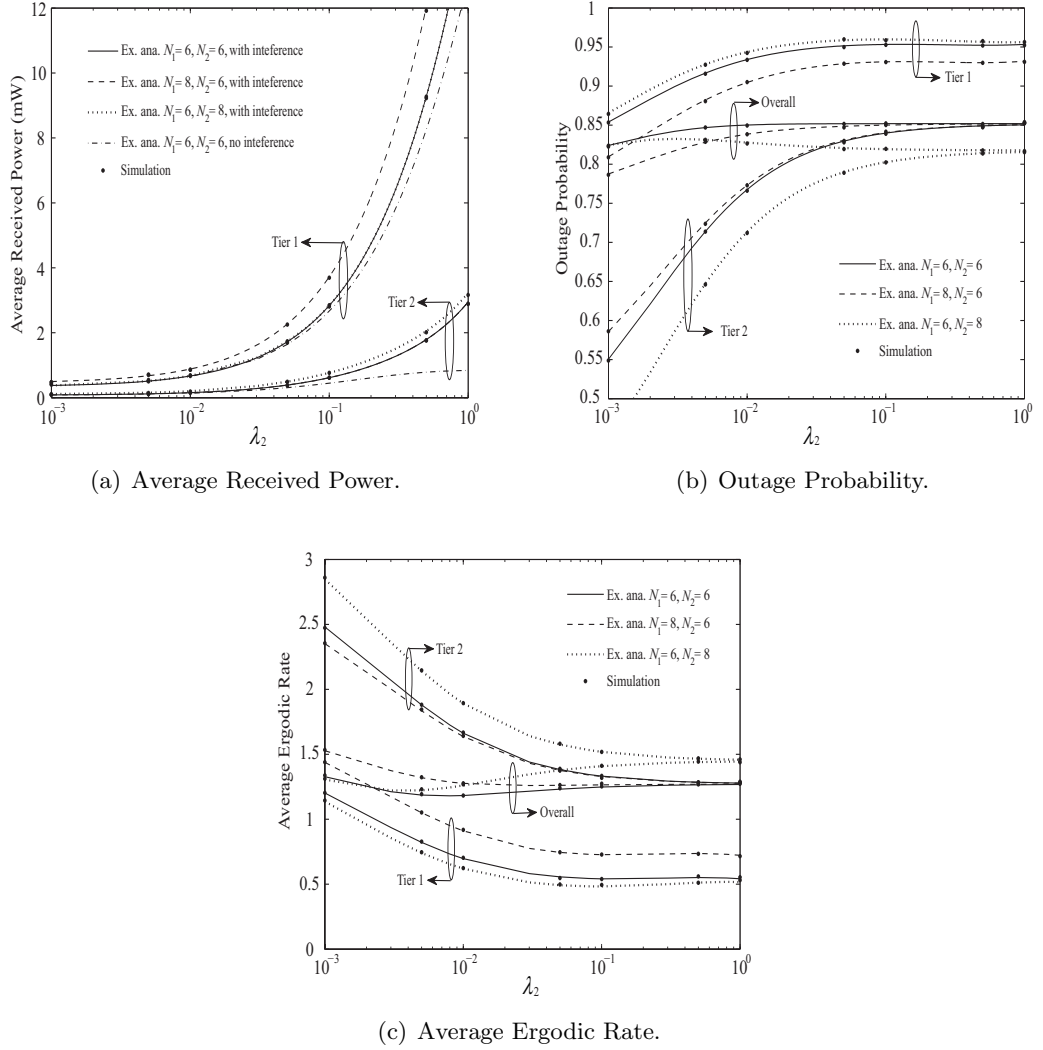 12
10
8
6
4
2
0
10⁻³
10⁻²
10⁻¹
10⁰
Average Received Power (mW)
λ₂
Ex. ana. N₁= 6, N₂= 6, with inteference
Ex. ana. N₁= 8, N₂= 6, with inteference
Ex. ana. N₁= 6, N₂= 8, with inteference
Ex. ana. N₁= 6, N₂= 6, no inteference
Simulation
Tier 1
Tier 2
(a) Average Received Power.
1
0.95
0.9
0.85
0.8
0.75
0.7
0.65
0.6
0.55
0.5
10⁻³
10⁻²
10⁻¹
10⁰
Outage Probability
λ₂
Tier 1
Overall
Tier 2
Ex. ana. N₁= 6, N₂= 6
Ex. ana. N₁= 8, N₂= 6
Ex. ana. N₁= 6, N₂= 8
Simulation
(b) Outage Probability.
3
2.5
2
1.5
1
0.5
0
10⁻³
10⁻²
10⁻¹
10⁰
Average Ergodic Rate
λ₂
Ex. ana. N₁= 6, N₂= 6
Ex. ana. N₁= 8, N₂= 6
Ex. ana. N₁= 6, N₂= 8
Simulation
Tier 2
Overall
Tier 1
(c) Average Ergodic Rate.